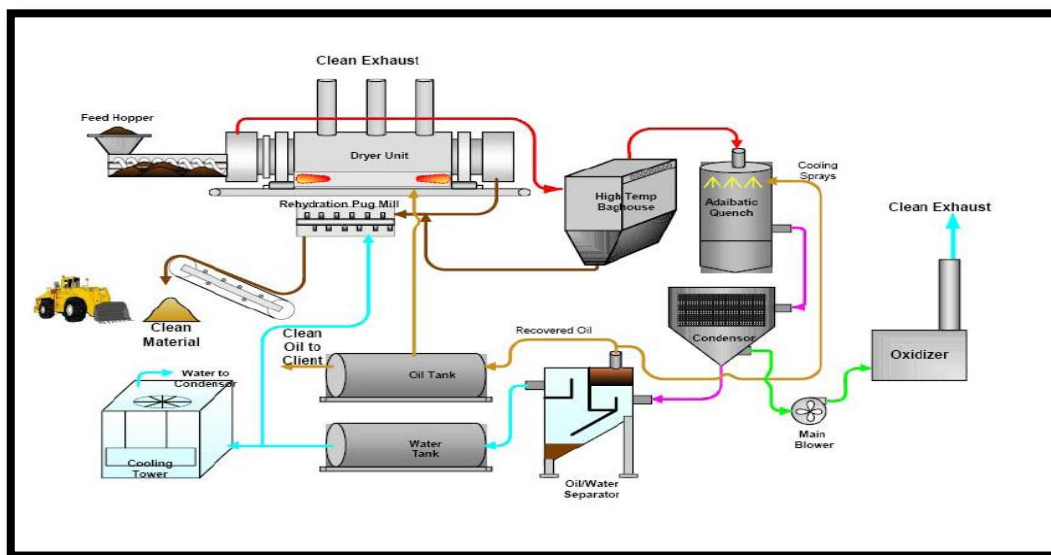 Clean Exhaust
Feed Hopper
Dryer Unit
Cooling
Sprays
High Temp
Baghouse
Adaibatic
Quench
Clean Exhaust
Rehydration Pug Mill
Clean
Material
Clean
Oil to
Client
Recovered Oil
Condensor
Oxidizer
Oil Tank
Water to
Condensor
Main
Blower
Water
Tank
Cooling
Tower
Oil/Water
Separator